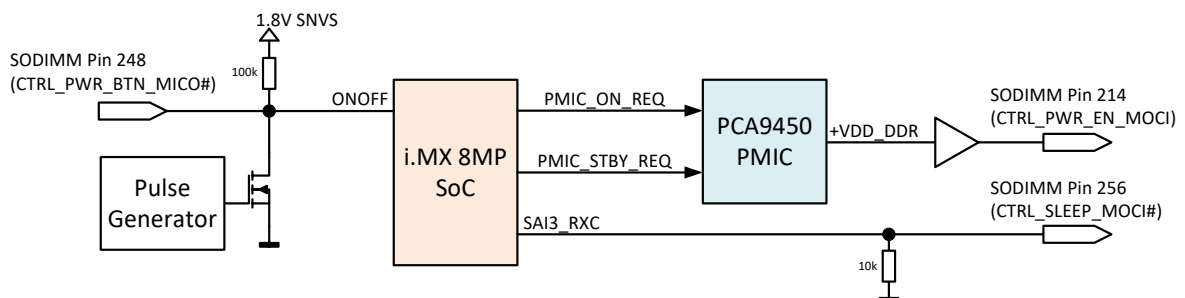 1.8V SNVS
SODIMM Pin 248
(CTRL_PWR_BTN_MICO#)
100k
ONOFF
Pulse
Generator
i.MX 8MP
SoC
PMIC_ON_REQ
PMIC_STBY_REQ
SAI3_RXC
PCA9450
PMIC
+VDD_DDR
SODIMM Pin 214
(CTRL_PWR_EN_MOCI)
SODIMM Pin 256
(CTRL_SLEEP_MOCI#)
10k